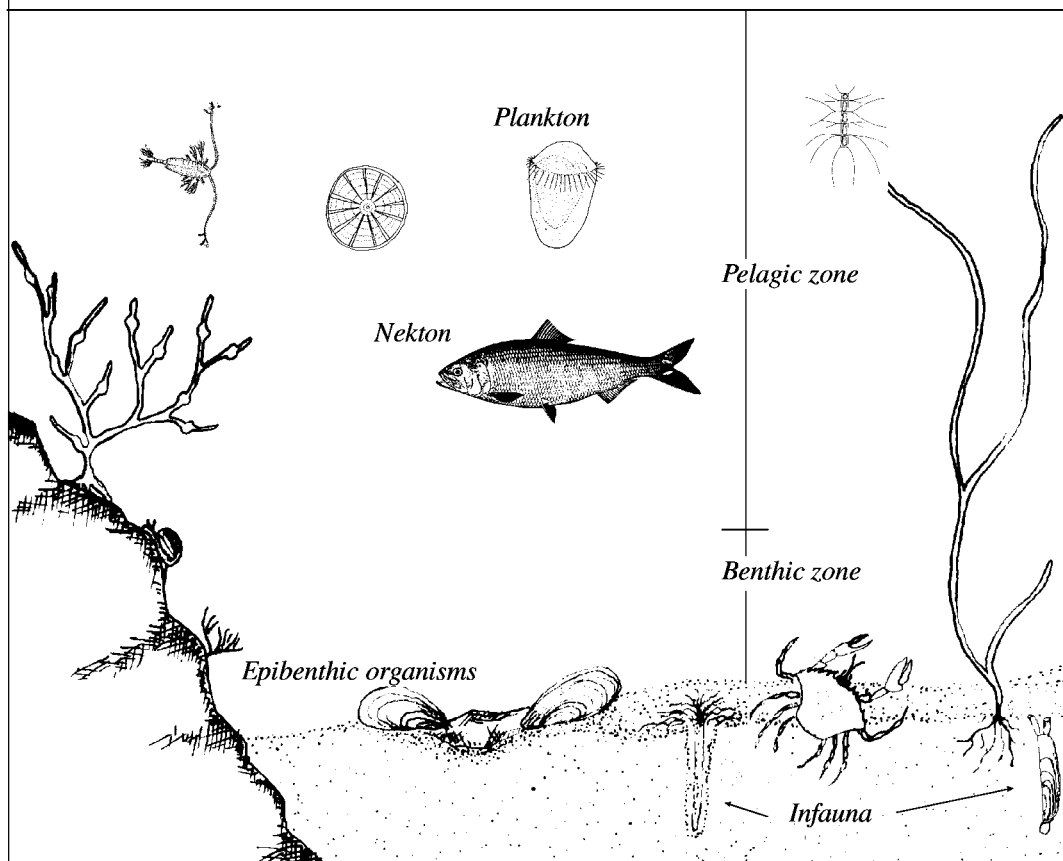 Plankton
Pelagic zone
Nekton
Benthic zone
Epibenthic organisms
Infauna